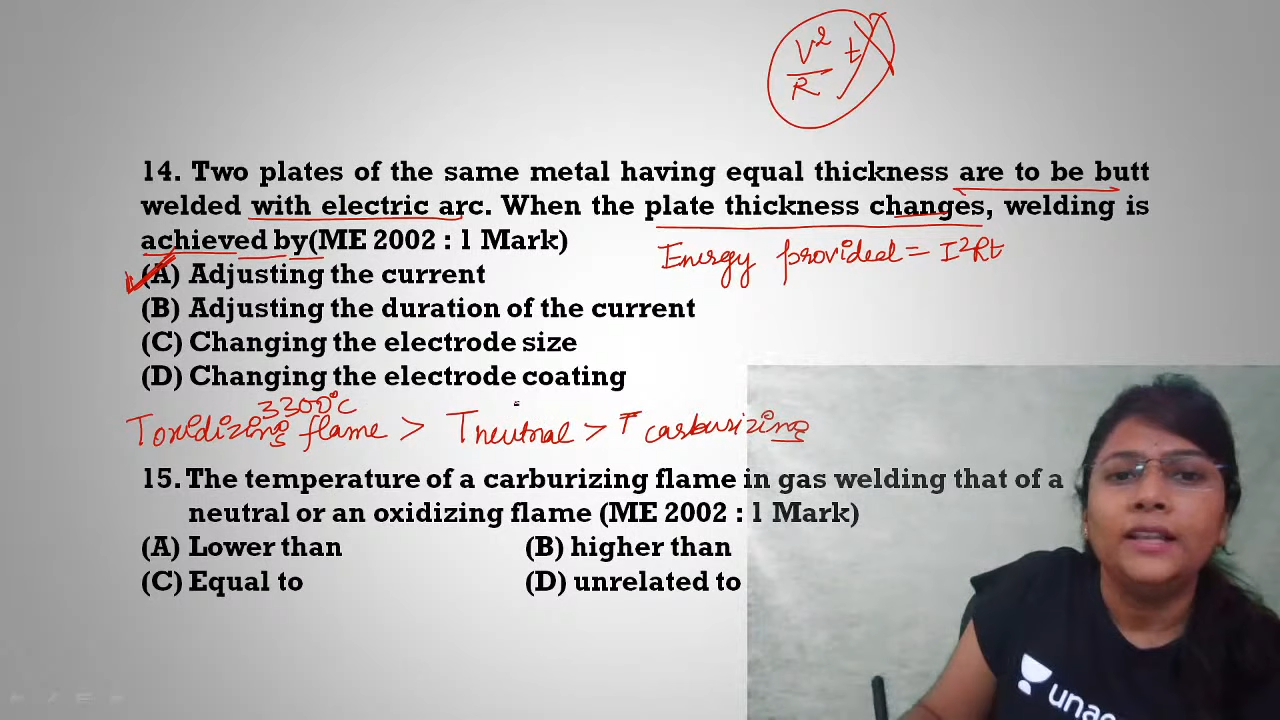 V² t
R
14. Two plates of the same metal having equal thickness are to be butt
welded with electric arc. When the plate thickness changes, welding is
achieved by(ME 2002 : 1 Mark)
Energy provided = I²Rt
(A) Adjusting the current
(B) Adjusting the duration of the current
(C) Changing the electrode size
(D) Changing the electrode coating
3300°C
Toxidizing flame > Tneutral > T carburizing
15. The temperature of a carburizing flame in gas welding that of a
neutral or an oxidizing flame (ME 2002 : 1 Mark)
(A) Lower than (B) higher than
(C) Equal to (D) unrelated to